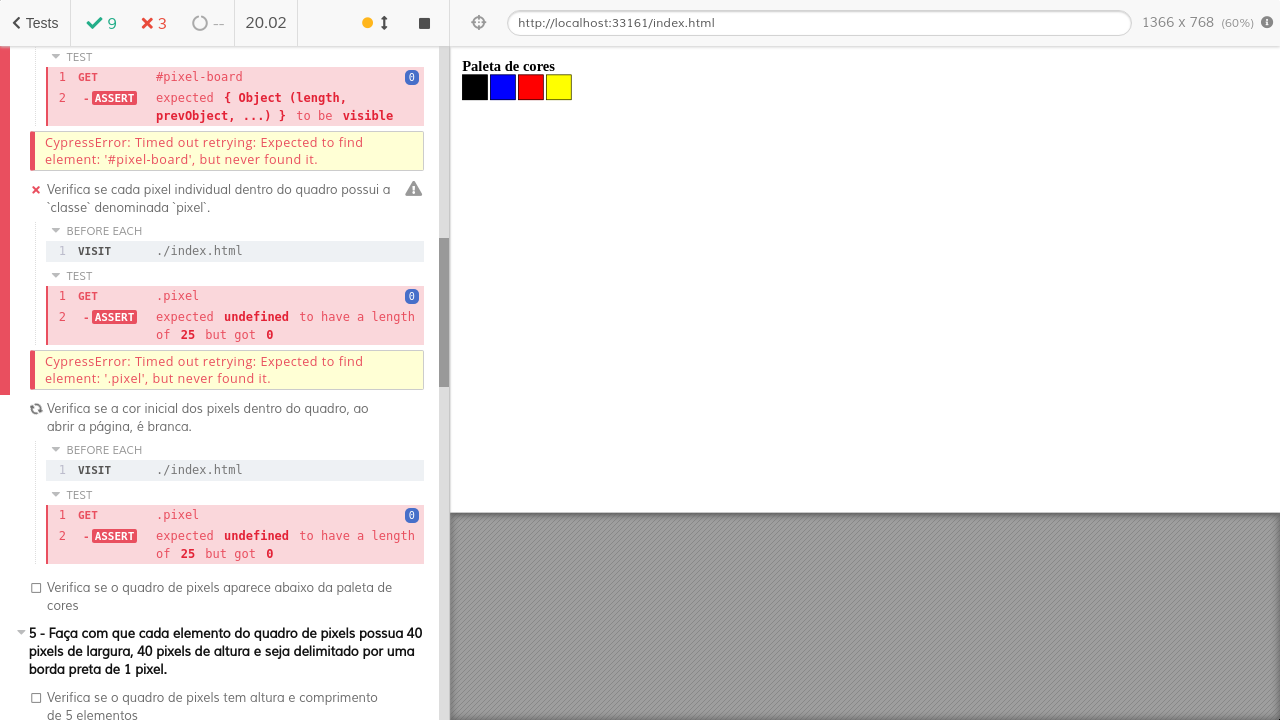 Tests
9
3
--
20.02
http://localhost:33161/index.html
1366 x 768 (60%)
TEST
1 GET #pixel-board 0
2 - ASSERT expected { Object (length,
prevObject, ...) } to be visible
CypressError: Timed out retrying: Expected to find
element: '#pixel-board', but never found it.
Verifica se cada pixel individual dentro do quadro possui a
`classe` denominada `pixel`.
BEFORE EACH
1 VISIT ./index.html
TEST
1 GET .pixel 0
2 - ASSERT expected undefined to have a length
of 25 but got 0
CypressError: Timed out retrying: Expected to find
element: '.pixel', but never found it.
Verifica se a cor inicial dos pixels dentro do quadro, ao
abrir a página, é branca.
BEFORE EACH
1 VISIT ./index.html
TEST
1 GET .pixel 0
2 - ASSERT expected undefined to have a length
of 25 but got 0
Verifica se o quadro de pixels aparece abaixo da paleta de
cores
5 - Faça com que cada elemento do quadro de pixels possua 40
pixels de largura, 40 pixels de altura e seja delimitado por uma
borda preta de 1 pixel.
Verifica se o quadro de pixels tem altura e comprimento
de 5 elementos
Paleta de cores